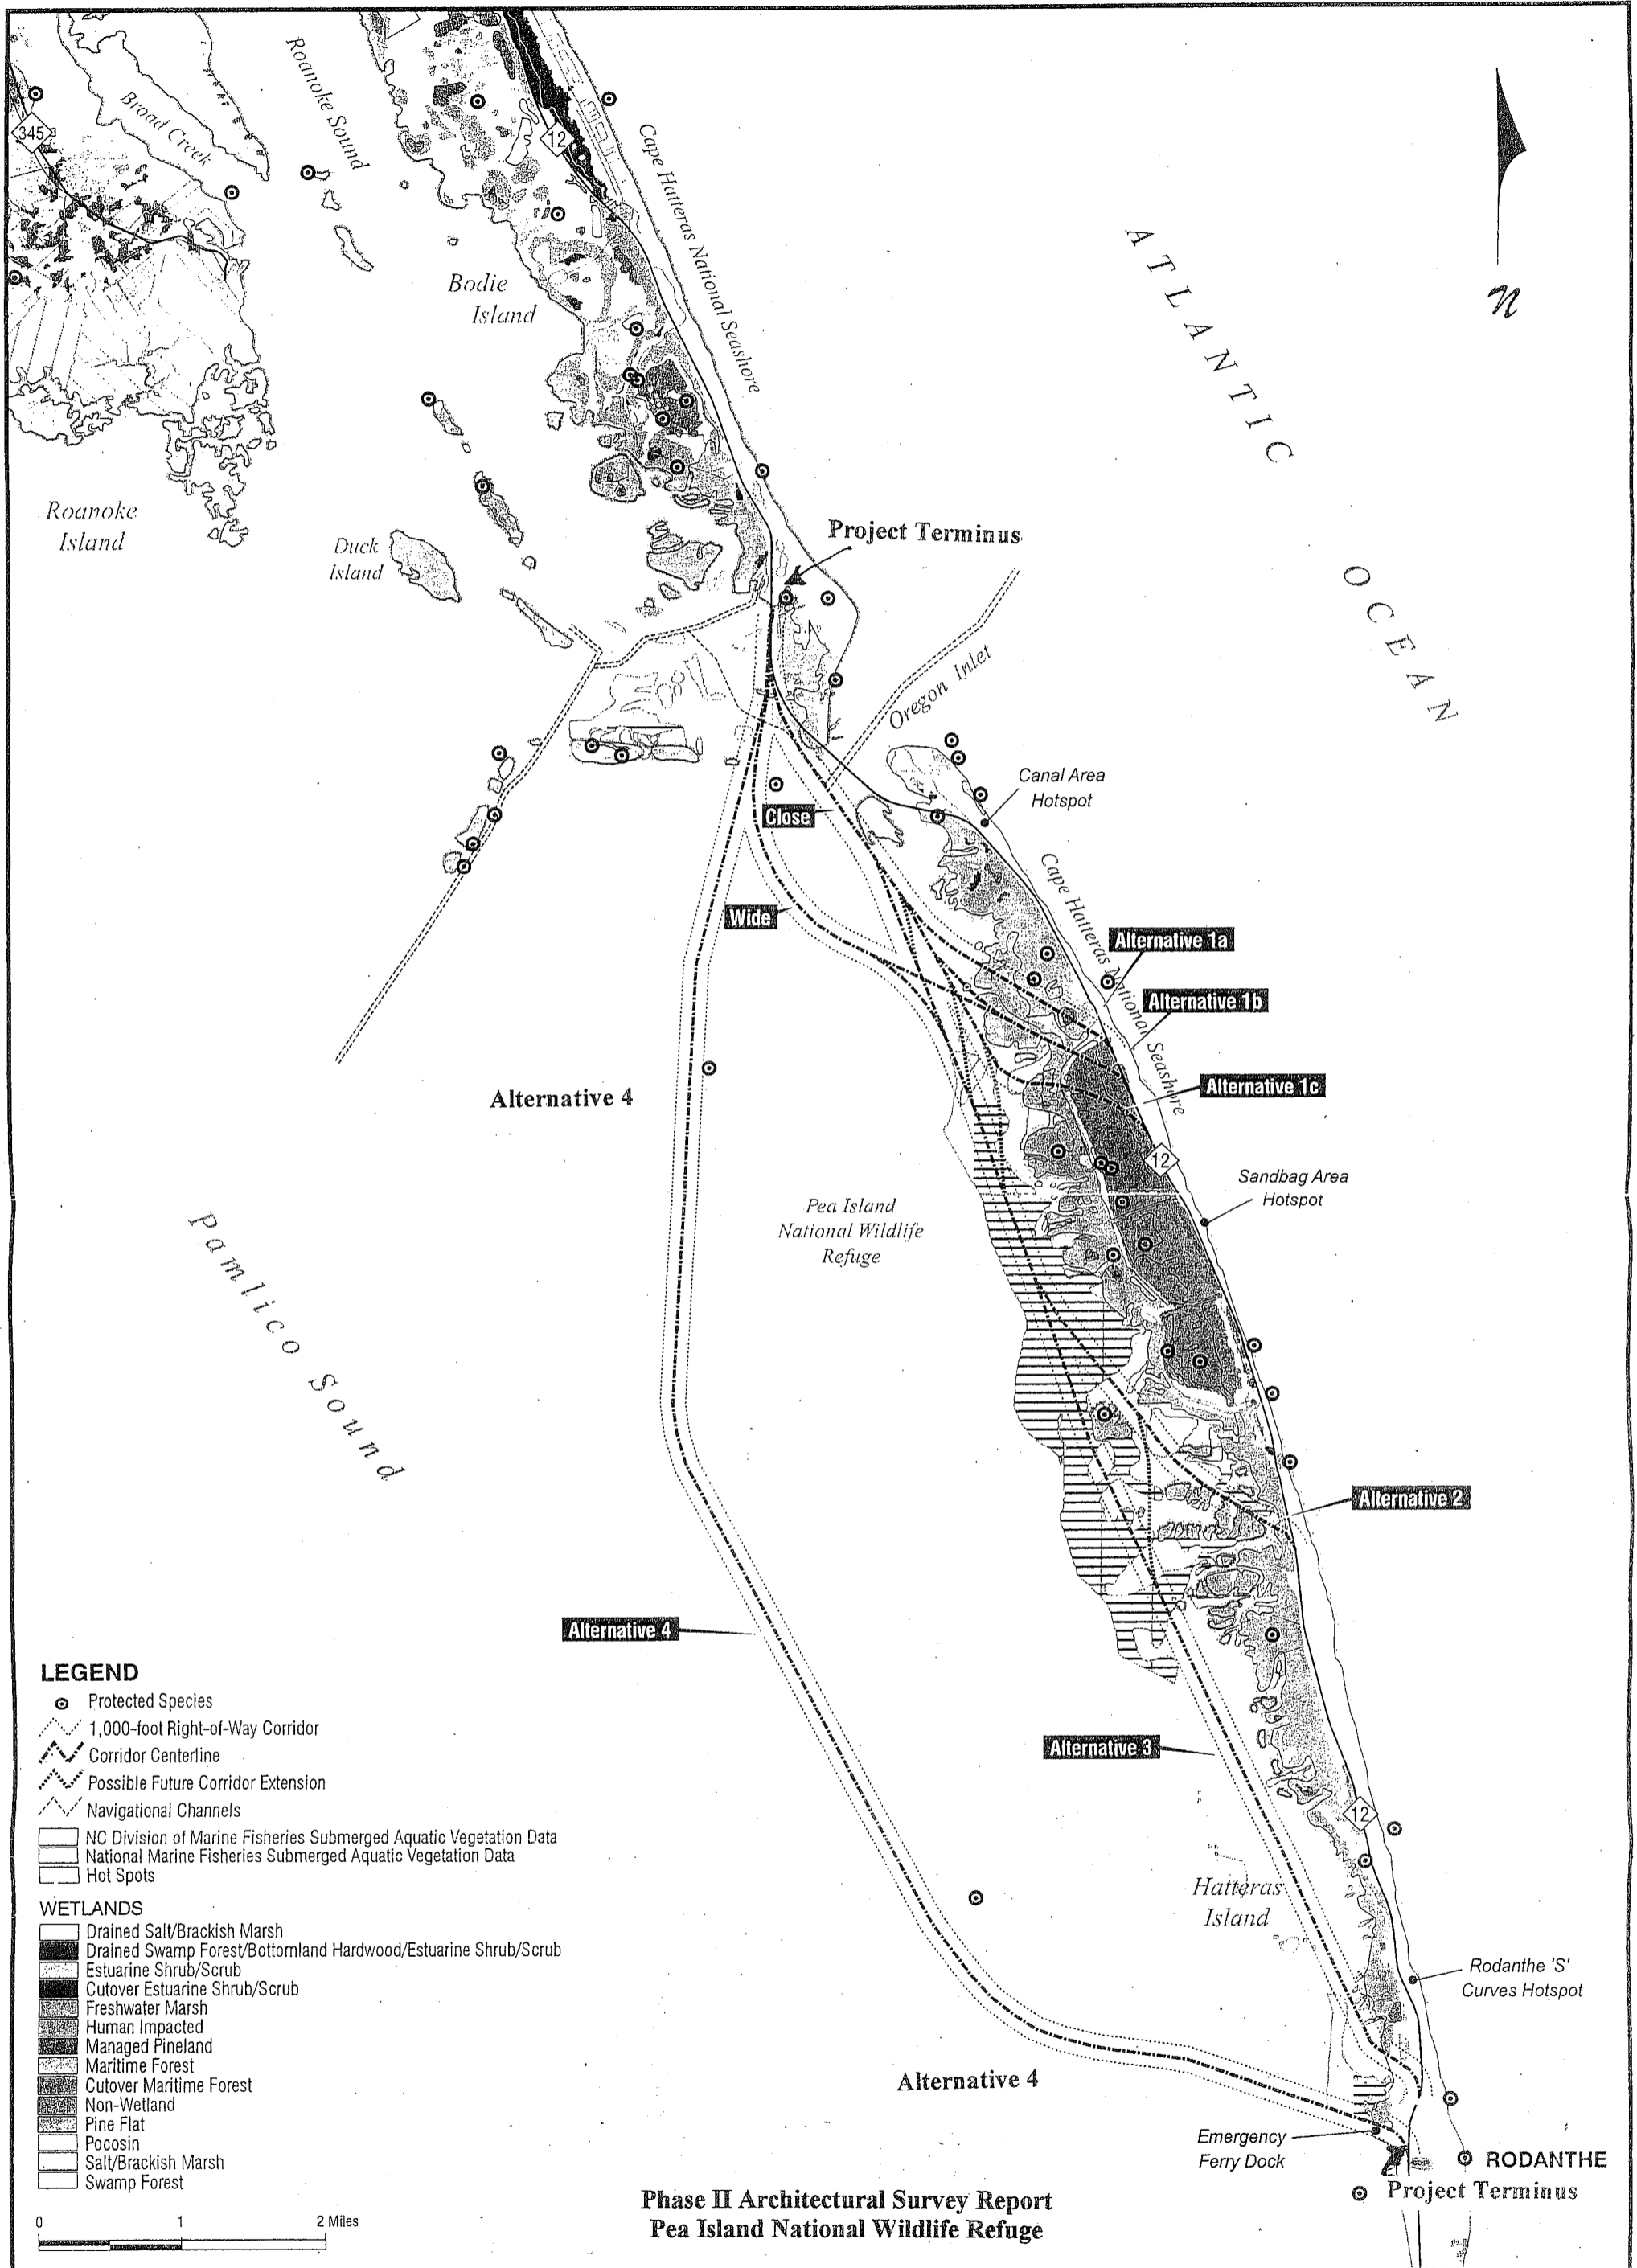 345
Broad Creek
Roanoke Sound
12
Cape Hatteras National Seashore
Bodie
Island
ATLANTIC OCEAN
N
Roanoke
Island
Duck
Island
Project Terminus
Oregon Inlet
Canal Area
Hotspot
Close
Wide
Cape Hatteras National Seashore
Alternative 1a
Alternative 1b
Alternative 1c
Alternative 4
12
Sandbag Area
Hotspot
Pea Island
National Wildlife
Refuge
Pamlico Sound
Alternative 2
Alternative 4
Alternative 3
12
Hatteras
Island
Rodanthe 'S'
Curves Hotspot
Alternative 4
Emergency
Ferry Dock
RODANTHE
Project Terminus
LEGEND
Protected Species
1,000-foot Right-of-Way Corridor
Corridor Centerline
Possible Future Corridor Extension
Navigational Channels
NC Division of Marine Fisheries Submerged Aquatic Vegetation Data
National Marine Fisheries Submerged Aquatic Vegetation Data
Hot Spots
WETLANDS
Drained Salt/Brackish Marsh
Drained Swamp Forest/Bottomland Hardwood/Estuarine Shrub/Scrub
Estuarine Shrub/Scrub
Cutover Estuarine Shrub/Scrub
Freshwater Marsh
Human Impacted
Managed Pineland
Maritime Forest
Cutover Maritime Forest
Non-Wetland
Pine Flat
Pocosin
Salt/Brackish Marsh
Swamp Forest
0 1 2 Miles
Phase II Architectural Survey Report
Pea Island National Wildlife Refuge